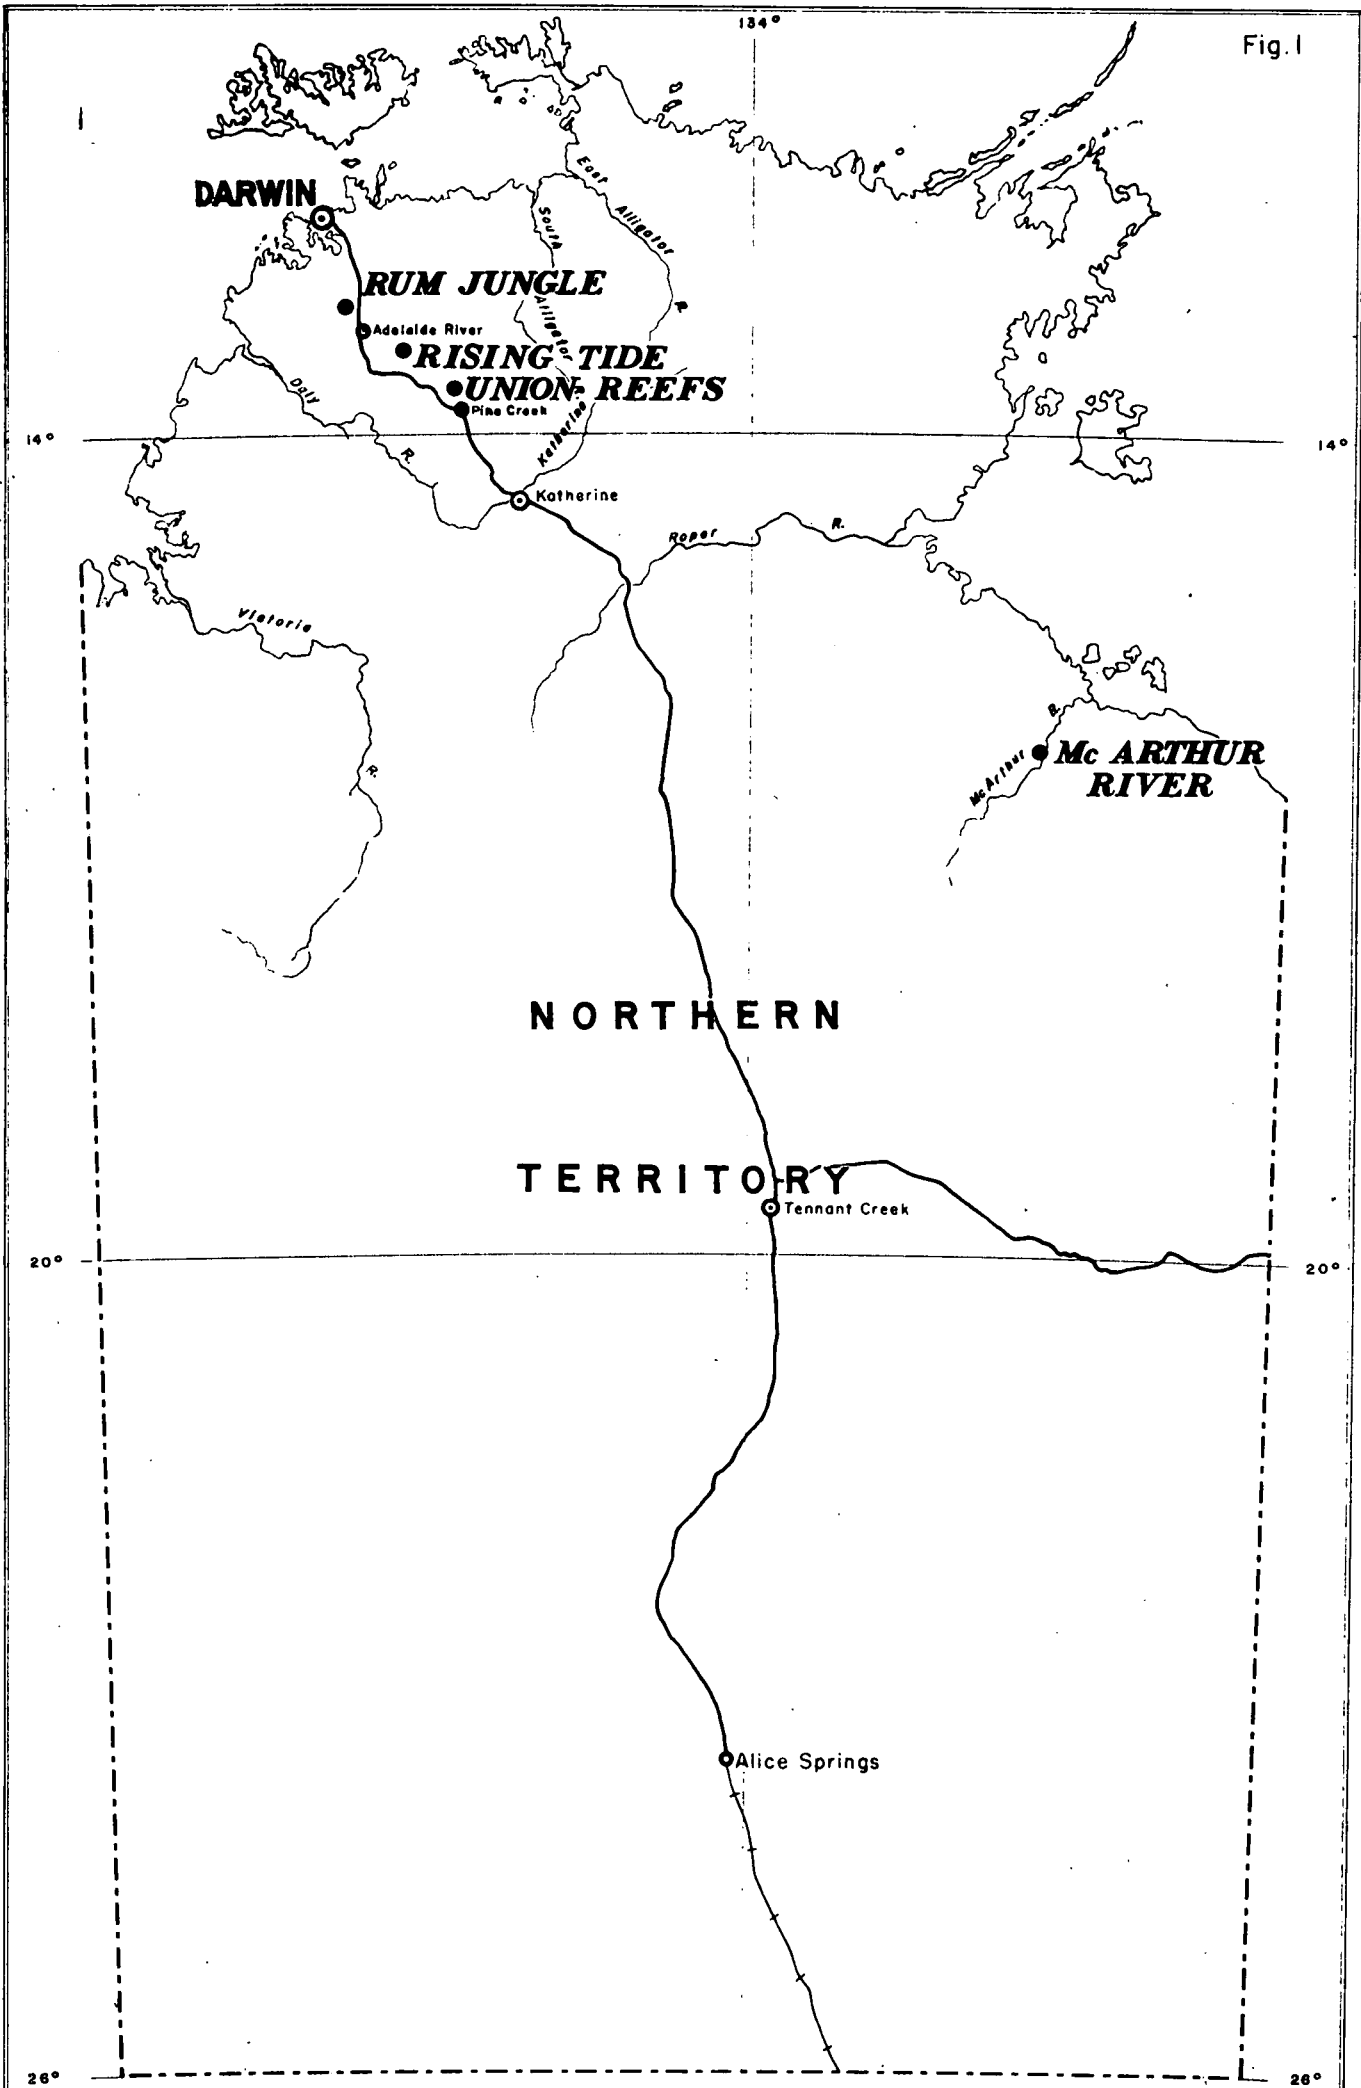 134°
Fig. 1
DARWIN
East
Alligator
R.
South
Alligator
R.
RUM JUNGLE
Adelaide River
RISING TIDE
UNION REEFS
Pine Creek
Daly
R.
Katherine
14°
14°
Katherine
Roper
R.
Victoria
R.
R.
McArthur
Mc ARTHUR
RIVER
NORTHERN
TERRITORY
Tennant Creek
20°
20°
Alice Springs
26°
26°